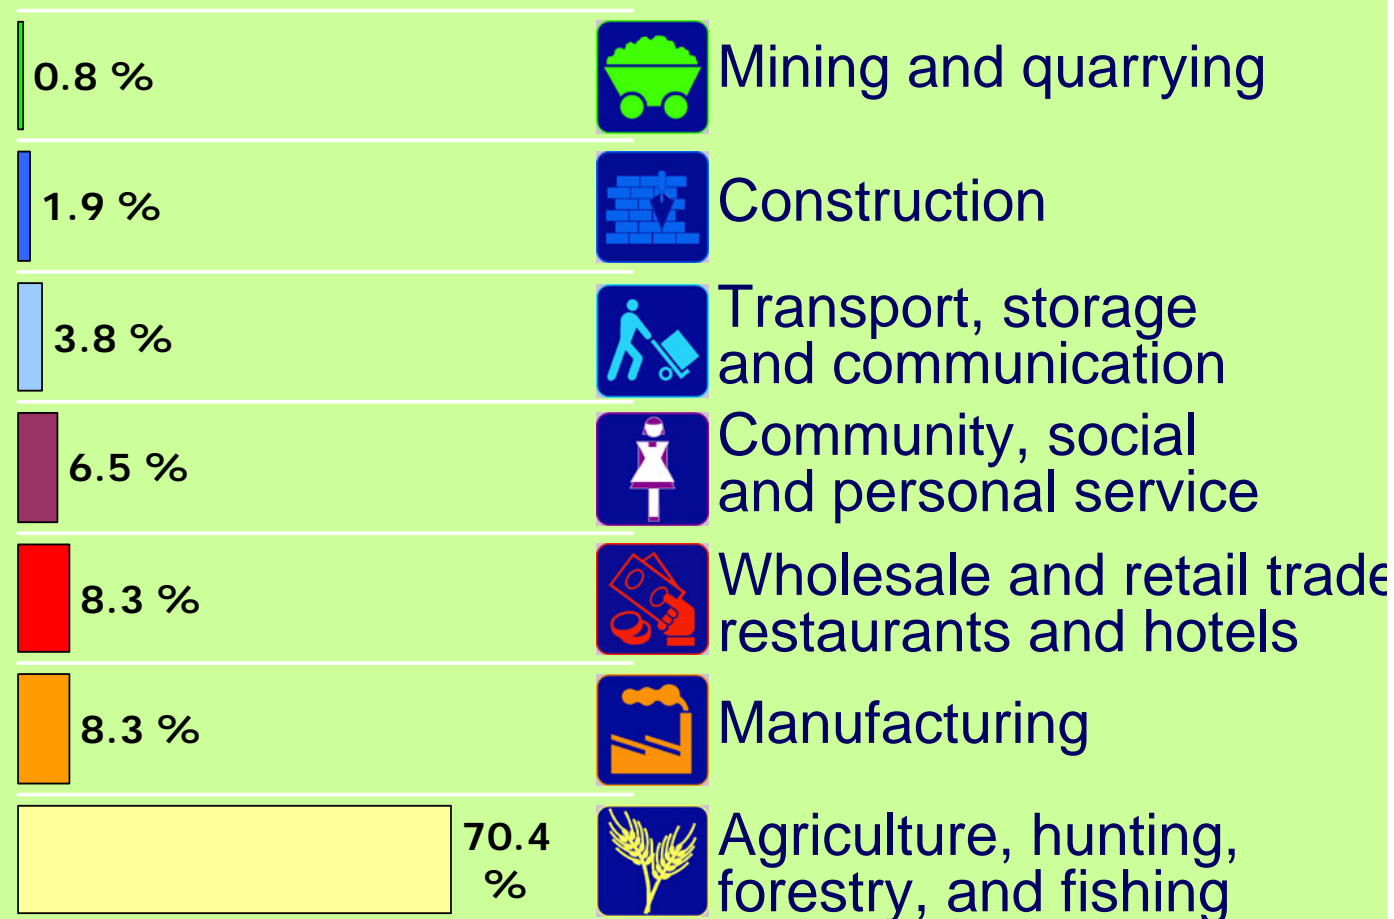 0.8 %
Mining and quarrying
1.9 %
Construction
3.8 %
Transport, storage
and communication
6.5 %
Community, social
and personal service
8.3 %
Wholesale and retail trade
restaurants and hotels
8.3 %
Manufacturing
70.4
%
Agriculture, hunting,
forestry, and fishing